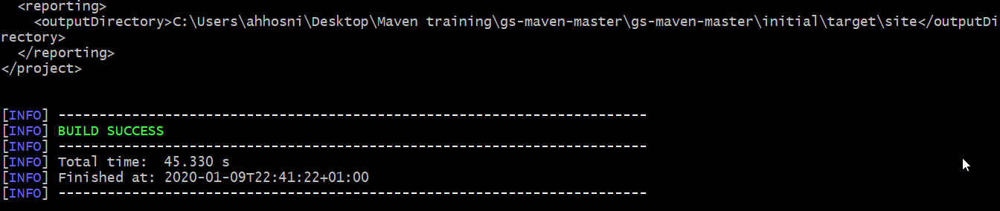 <reporting>
<outputDirectory>C:\Users\ahhosni\Desktop\Maven training\gs-maven-master\gs-maven-master\initial\target\site</outputDi
rectory>
</reporting>
</project>
[INFO] ------------------------------------------------------------------------
[INFO] BUILD SUCCESS
[INFO] ------------------------------------------------------------------------
[INFO] Total time:  45.330 s
[INFO] Finished at: 2020-01-09T22:41:22+01:00
[INFO] ------------------------------------------------------------------------